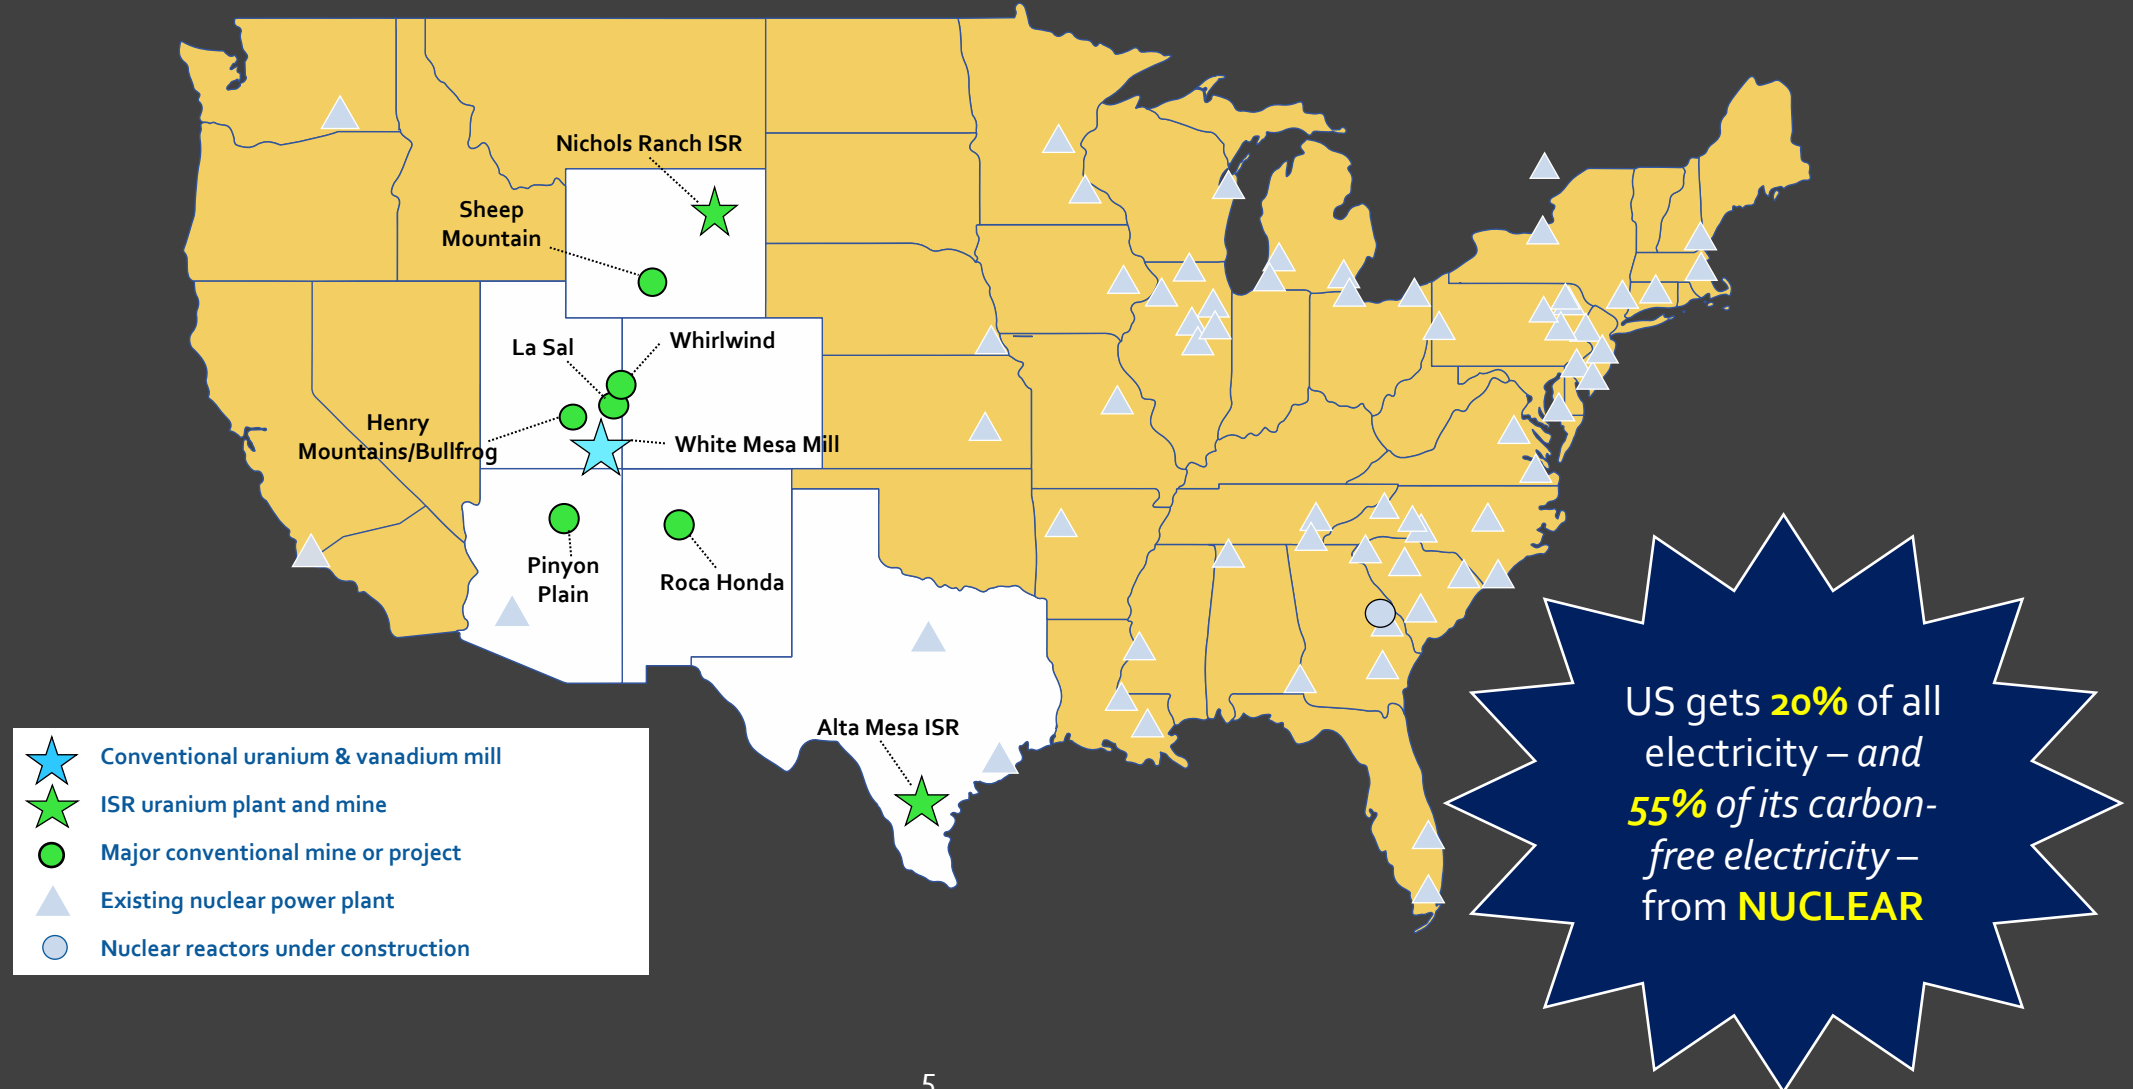 Nichols Ranch ISR
Sheep
Mountain
Whirlwind
La Sal
Henry
Mountains/Bullfrog
White Mesa Mill
Pinyon
Plain
Roca Honda
Alta Mesa ISR
Conventional uranium & vanadium mill
ISR uranium plant and mine
Major conventional mine or project
Existing nuclear power plant
Nuclear reactors under construction
US gets 20% of all
electricity – and
55% of its carbon-
free electricity –
from NUCLEAR
5